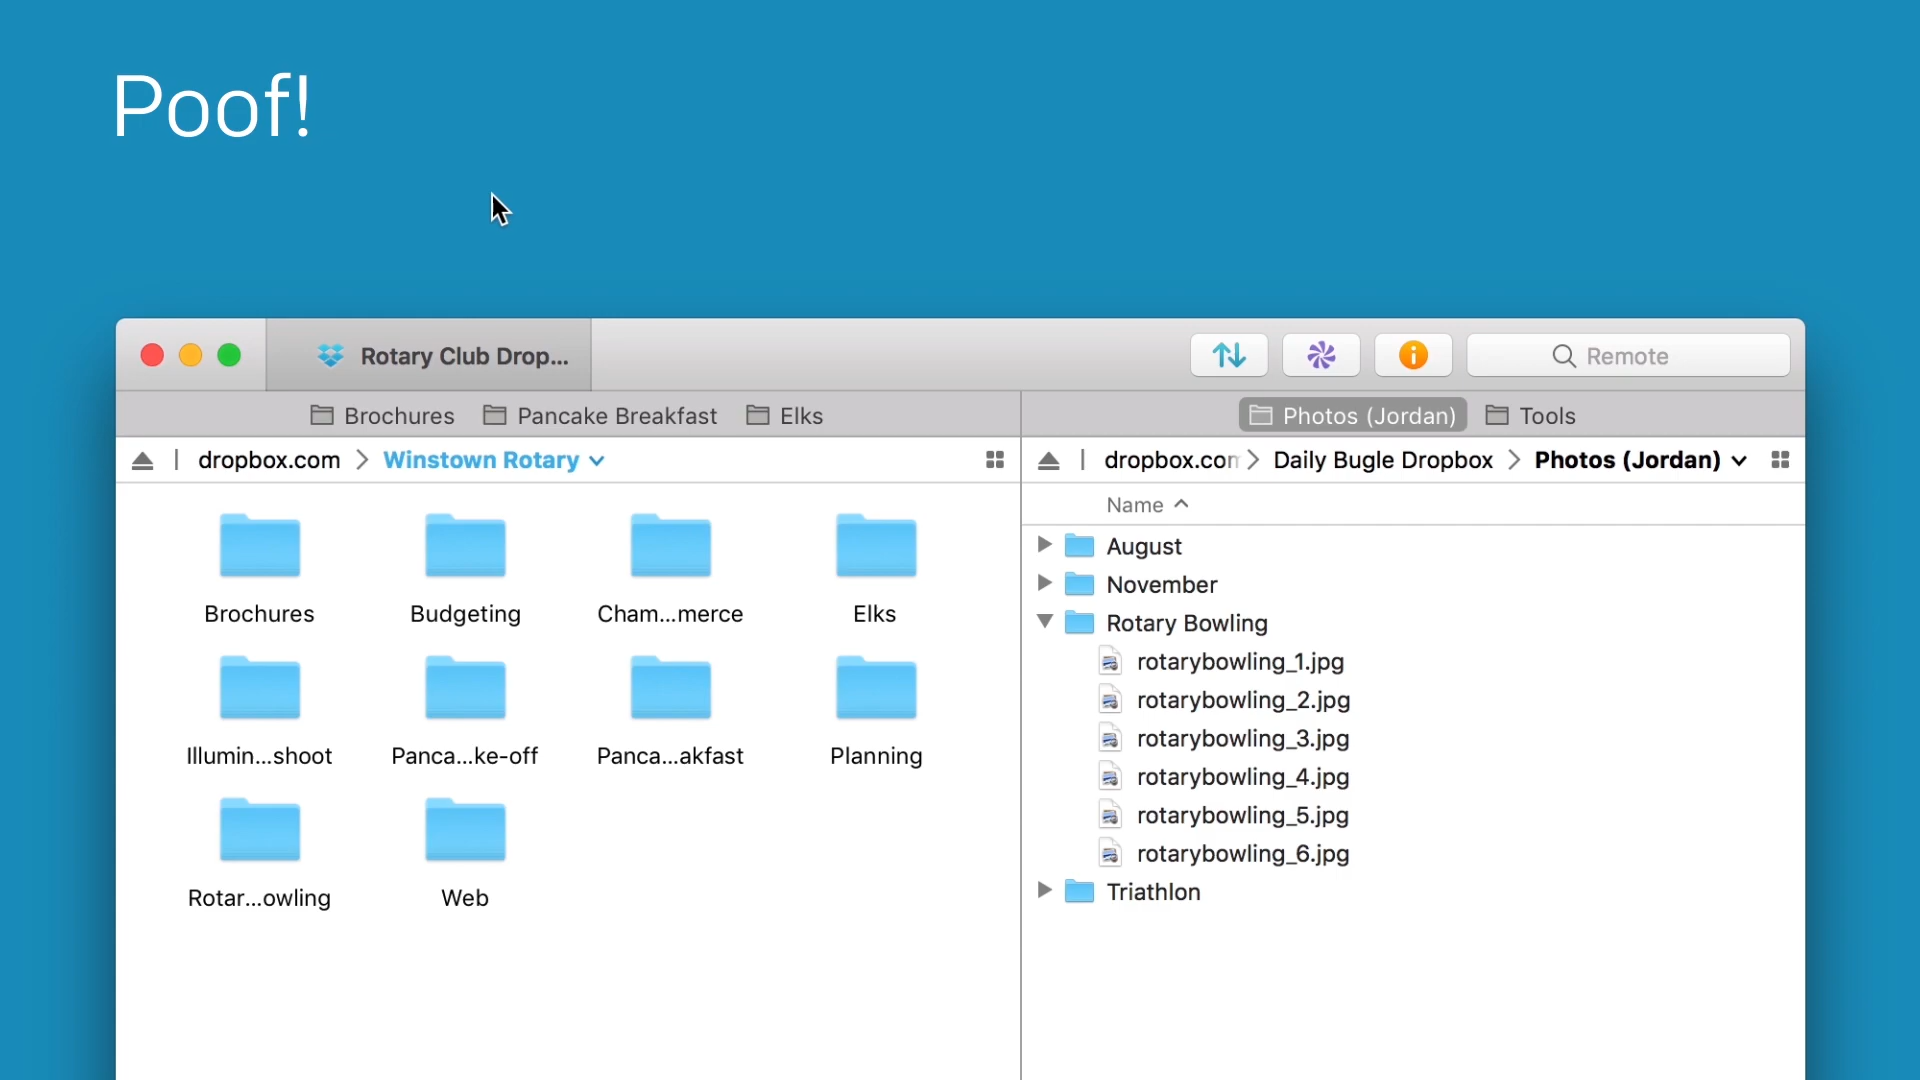 Poof!
Rotary Club Drop...
Remote
Brochures Pancake Breakfast Elks
Photos (Jordan) Tools
dropbox.com Winstown Rotary
dropbox.com Daily Bugle Dropbox Photos (Jordan)
Brochures Budgeting Cham...merce Elks
Illumin...shoot Panca...ke-off Panca...akfast Planning
Rotar...owling Web
Name
August
November
Rotary Bowling
rotarybowling_1.jpg
rotarybowling_2.jpg
rotarybowling_3.jpg
rotarybowling_4.jpg
rotarybowling_5.jpg
rotarybowling_6.jpg
Triathlon